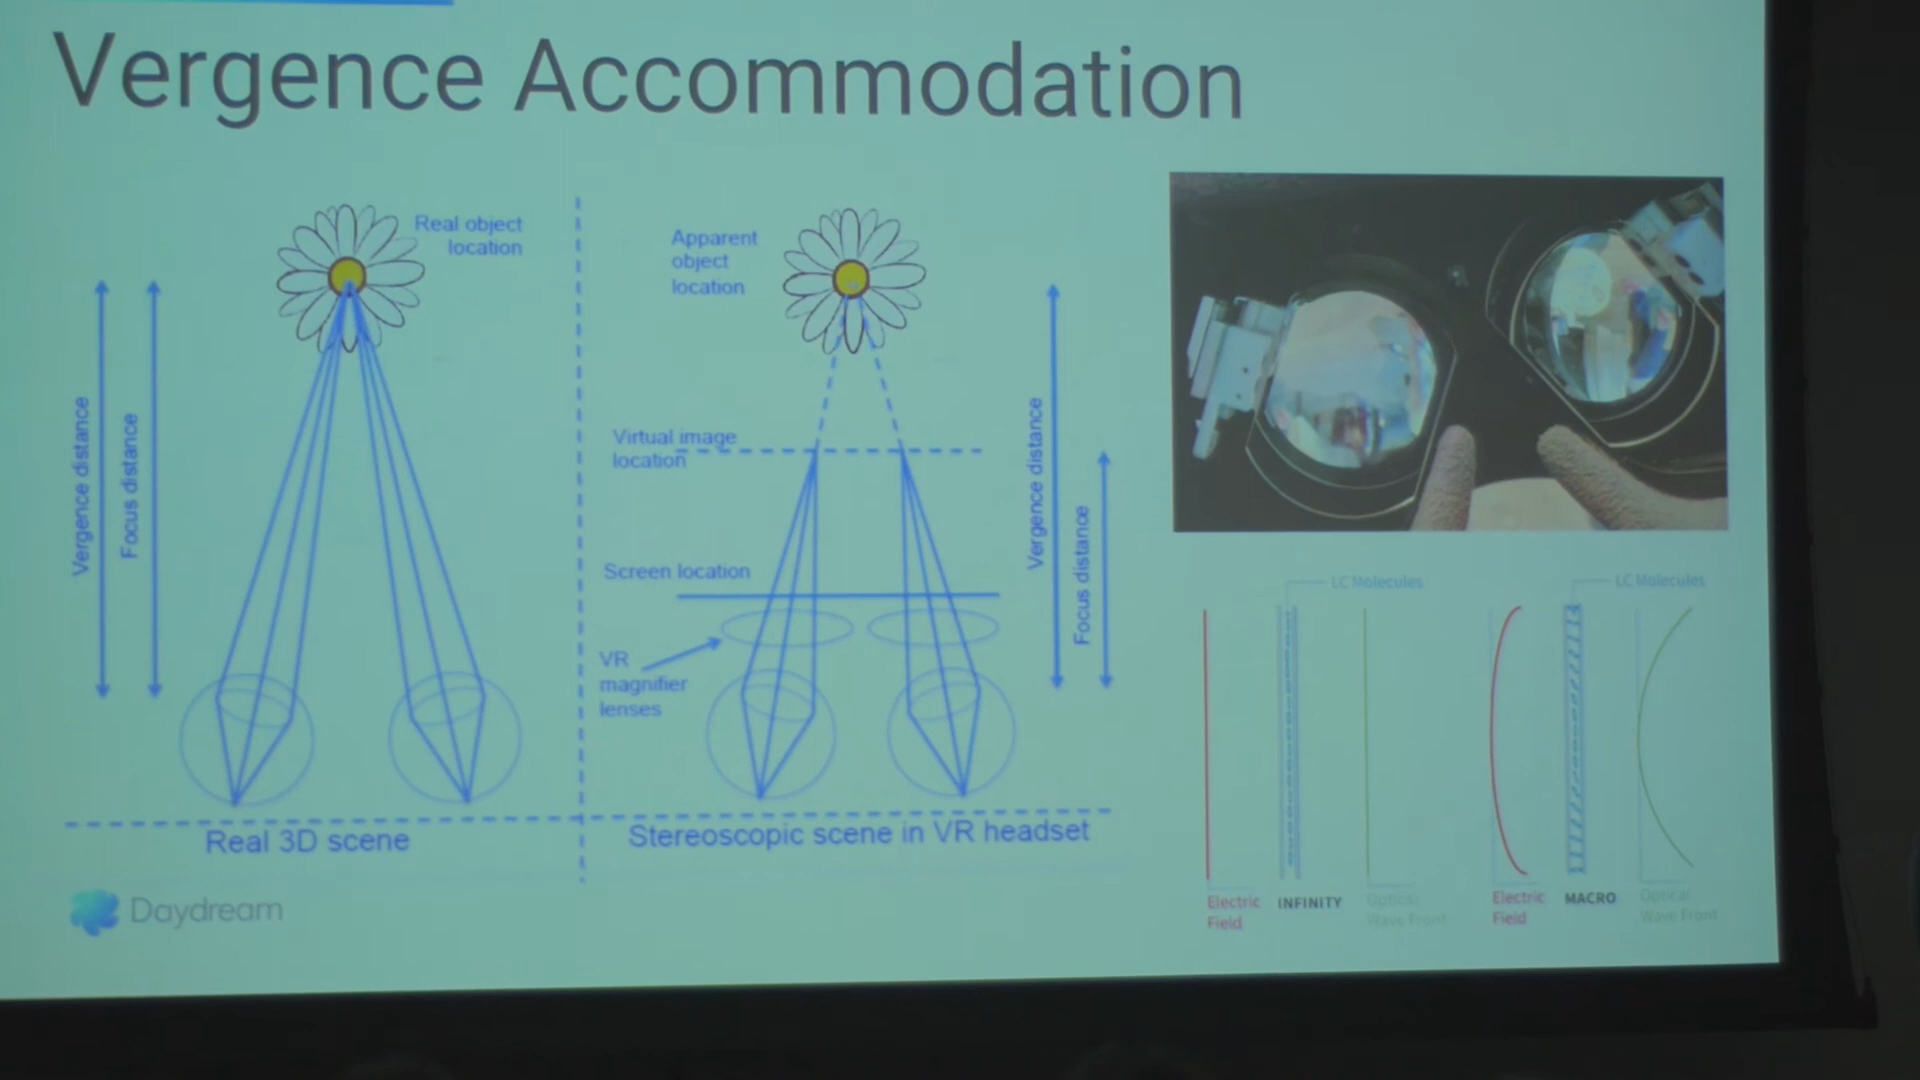 Vergence Accommodation
Real object
location
Vergence distance
Focus distance
Real 3D scene
Apparent
object
location
Virtual image
location
Screen location
VR
magnifier
lenses
Vergence distance
Focus distance
Stereoscopic scene in VR headset
LC Molecules
Electric
Field
INFINITY
Optical
Wave Front
LC Molecules
Electric
Field
MACRO
Optical
Wave Front
Daydream